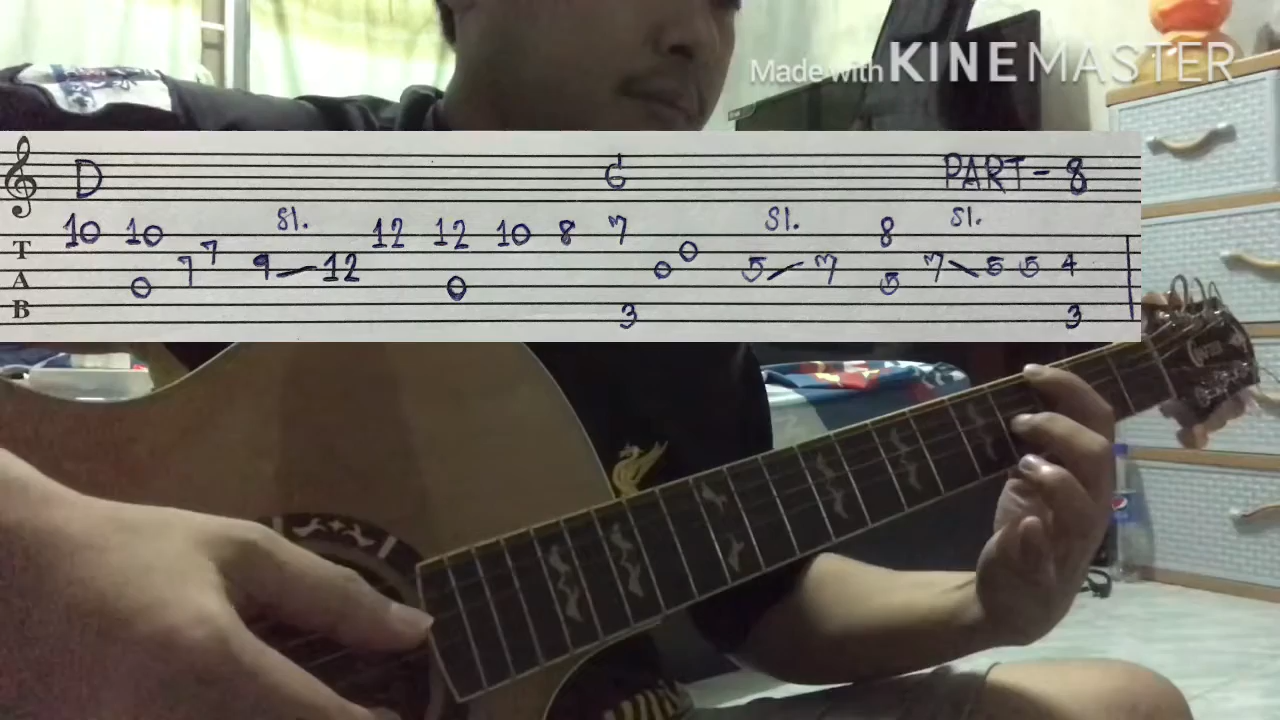 Made with KINEMASTER
D G PART-8
Sl. Sl. Sl.
10 10 12 12 10 8 7 8
T 7 0
A 7 9 12 0 5 7 7 5 5 4
0 0 5
B 3 3